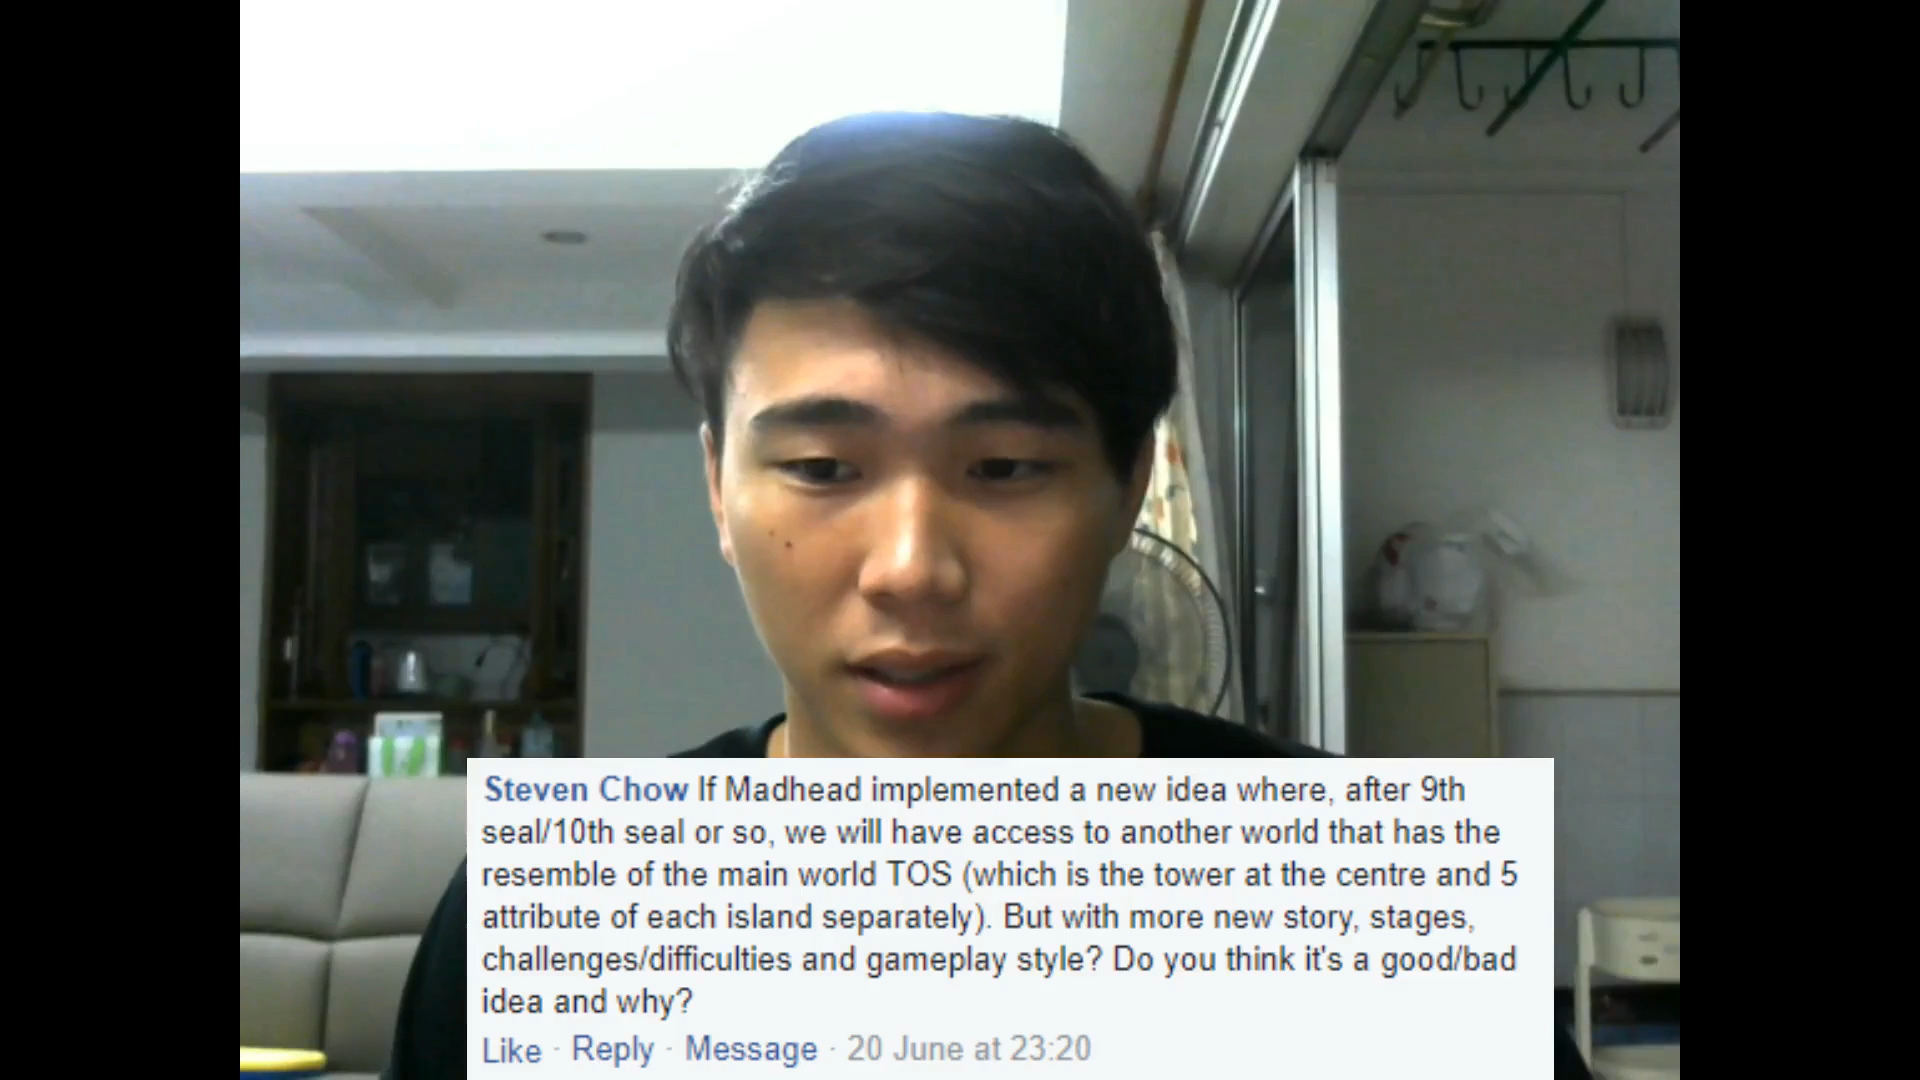 Steven Chow If Madhead implemented a new idea where, after 9th
seal/10th seal or so, we will have access to another world that has the
resemble of the main world TOS (which is the tower at the centre and 5
attribute of each island separately). But with more new story, stages,
challenges/difficulties and gameplay style? Do you think it's a good/bad
idea and why?
Like · Reply · Message · 20 June at 23:20